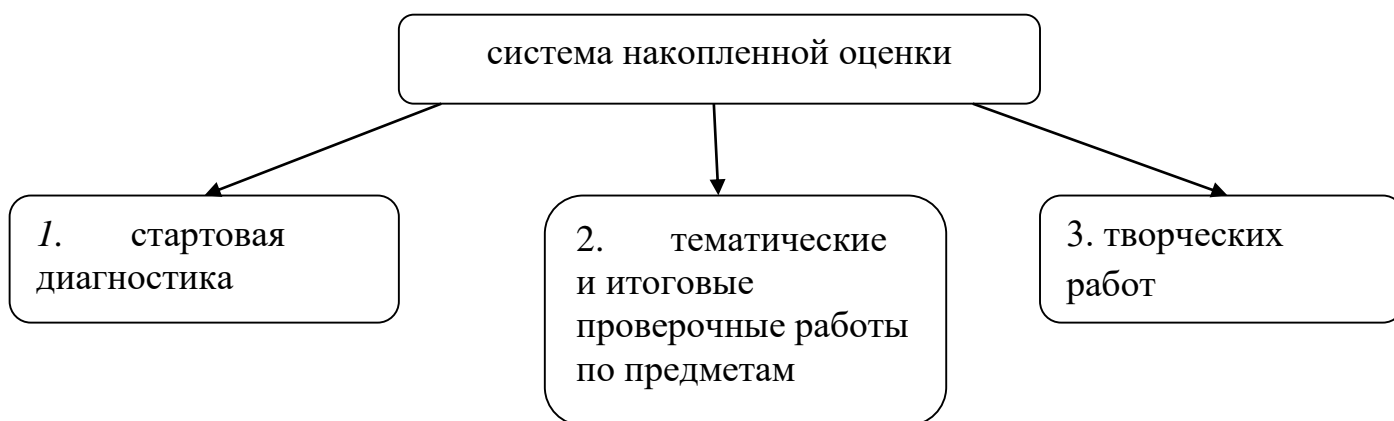 система накопленной оценки
1. стартовая
диагностика
2. тематические
и итоговые
проверочные работы
по предметам
3. творческих
работ